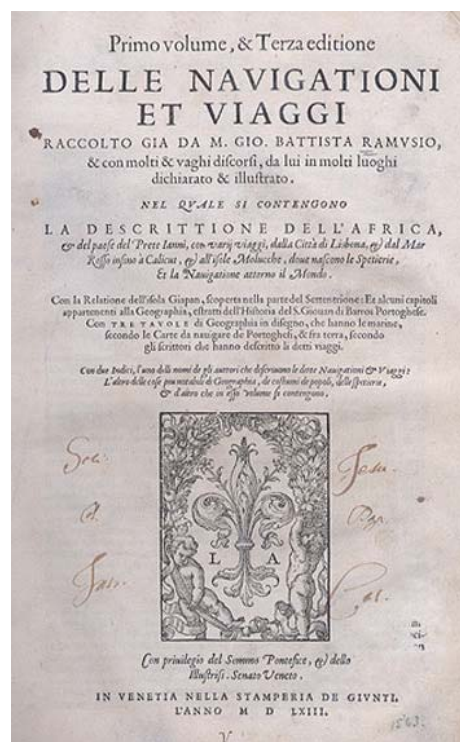 Primo volume, & Terza editione
DELLE NAVIGATIONI
ET VIAGGI
RACCOLTO GIA DA M. GIO. BATTISTA RAMVSIO,
& con molti & vaghi discorsi, da lui in molti luoghi
dichiarato & illustrato.
NEL QVALE SI CONTENGONO
LA DESCRITTIONE DELL'AFRICA,
& del paese del Prete Ianni, con varij viaggi, dalla Città di Lisbona, & dal Mar
Rosso insino à Calicut, & all'isole Molucche, doue nascono le Spetierie,
Et la Nauigatione attorno il Mondo.
Con la Relatione dell'isola Giapan, scoperta nella parte del Settentrione: Et alcuni capitoli
appartenenti alla Geographia, estratti dell'Historia del S. Giouan di Barros Portoghese.
Con TRE TAVOLE di Geographia in disegno, che hanno le marine,
secondo le Carte da nauigare de Portoghesi, & fra terra, secondo
gli scrittori che hanno descritto li detti viaggi.
Con due Indici, l'uno delli nomi de gli auttori che descriuono le dette Nauigationi & Viaggi:
L'altro delle cose piu notabili di Geographia, de costumi de popoli, delle spetierie,
& d'altro che in esso volume si contengono.
L A
Con priuilegio del Sommo Pontefice, & dello
Illustriss. Senato Veneto.
IN VENETIA NELLA STAMPERIA DE GIVNTI.
L'ANNO M D LXIII.
1563.